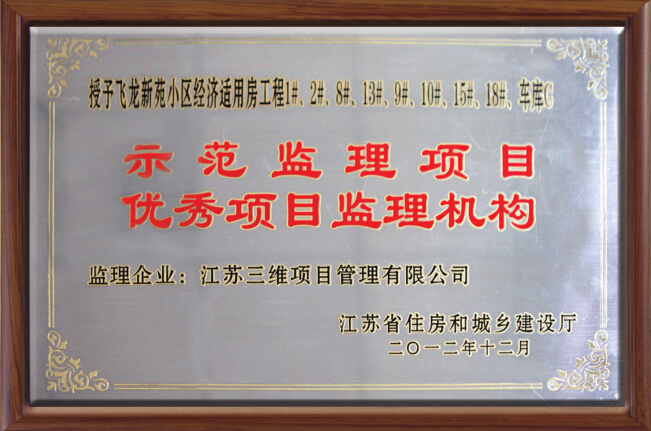 授予飞龙新苑小区经济适用房工程1#、2#、8#、13#、9#、10#、15#、18#、车库C
示范监理项目
优秀项目监理机构
监理企业：江苏三维项目管理有限公司
江苏省住房和城乡建设厅
二〇一二年十二月